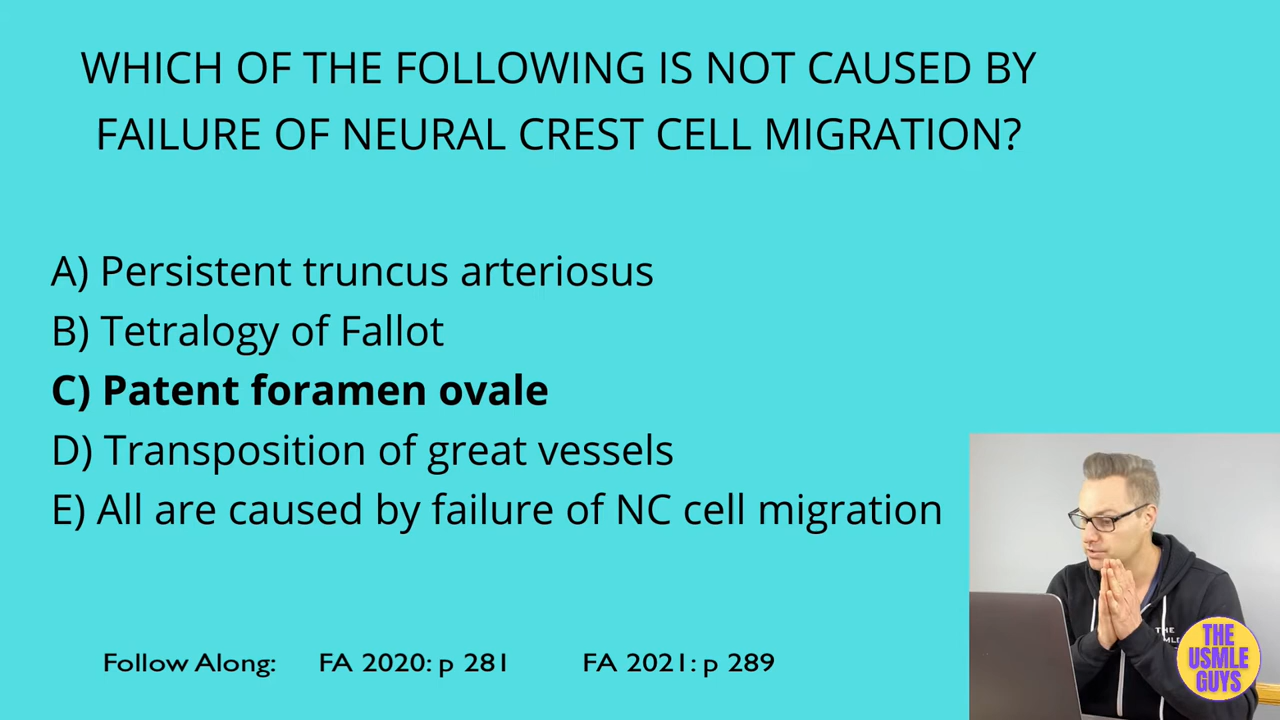 WHICH OF THE FOLLOWING IS NOT CAUSED BY
FAILURE OF NEURAL CREST CELL MIGRATION?
A) Persistent truncus arteriosus
B) Tetralogy of Fallot
C) Patent foramen ovale
D) Transposition of great vessels
E) All are caused by failure of NC cell migration
Follow Along: FA 2020: p 281 FA 2021: p 289
THE
THE
USMLE
GUYS